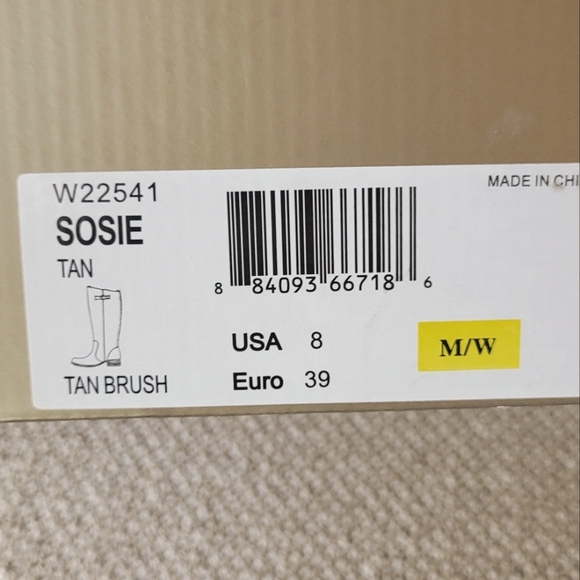 W22541
SOSIE
TAN
TAN BRUSH
8 84093 66718 6
USA 8
Euro 39
M/W
MADE IN CHI